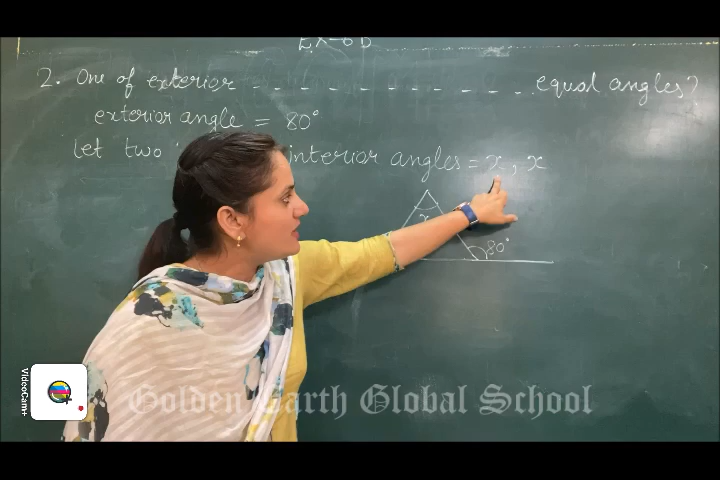 Ex-6B
2. One of exterior - - - - - - - - - - - equal angles?
exterior angle = 80°
Let two interior angles = x, x
x
80°
VideoCam+
Golden Earth Global School